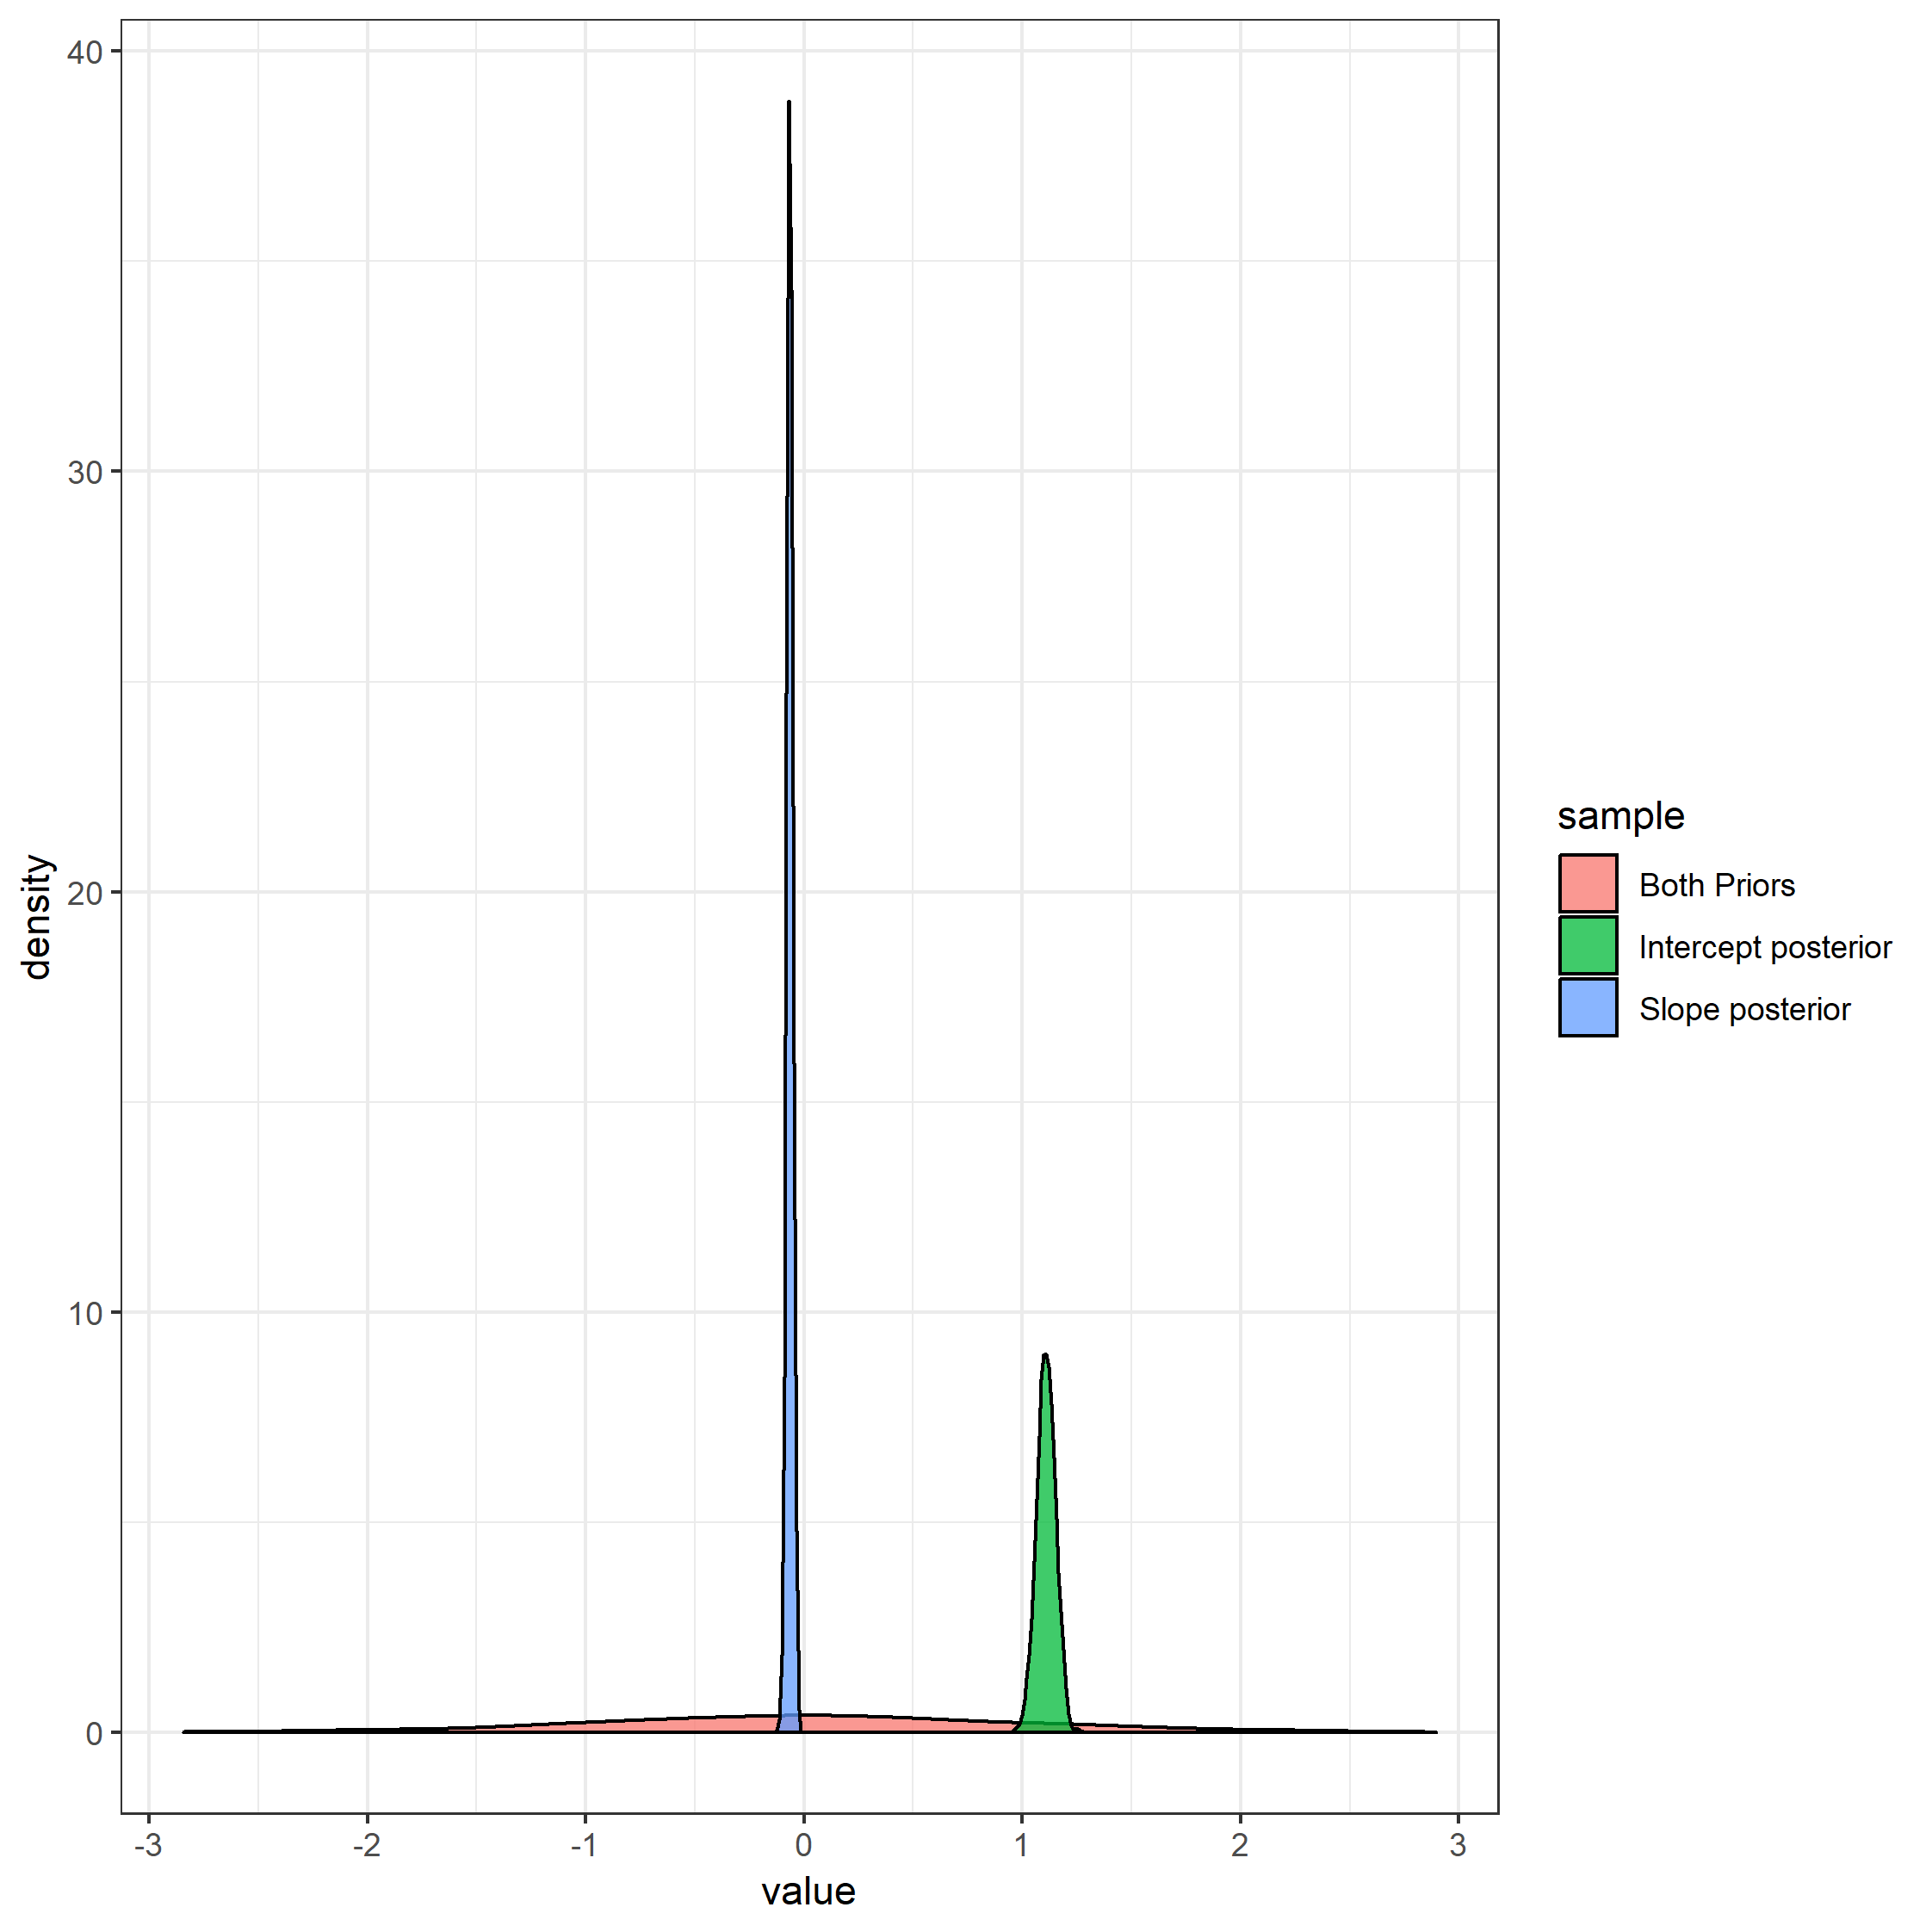 40
30
20
10
0
density
-3 -2 -1 0 1 2 3
value
sample
Both Priors
Intercept posterior
Slope posterior